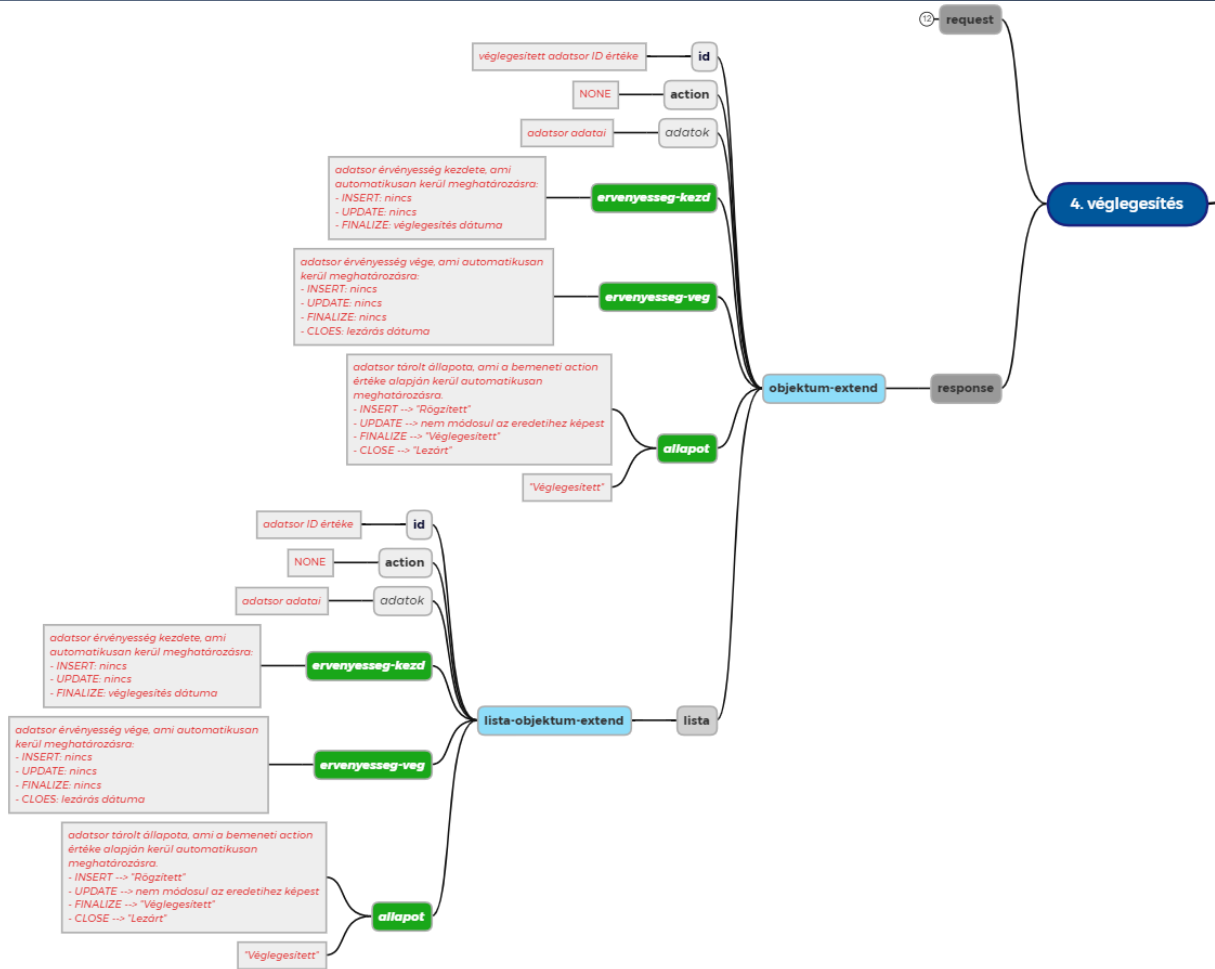 12
request
véglegesített adatsor ID értéke
id
NONE
action
adatsor adatai
adatok
adatsor érvényesség kezdete, ami
automatikusan kerül meghatározásra:
- INSERT: nincs
- UPDATE: nincs
- FINALIZE: véglegesítés dátuma
ervenyesseg-kezd
4. véglegesítés
adatsor érvényesség vége, ami automatikusan
kerül meghatározásra:
- INSERT: nincs
- UPDATE: nincs
- FINALIZE: nincs
- CLOES: lezárás dátuma
ervenyesseg-veg
adatsor tárolt állapota, ami a bemeneti action
értéke alapján kerül automatikusan
meghatározásra.
- INSERT --> "Rögzített"
- UPDATE --> nem módosul az eredetihez képest
- FINALIZE --> "Véglegesített"
- CLOSE --> "Lezárt"
objektum-extend
response
allapot
"Véglegesített"
adatsor ID értéke
id
NONE
action
adatsor adatai
adatok
adatsor érvényesség kezdete, ami
automatikusan kerül meghatározásra:
- INSERT: nincs
- UPDATE: nincs
- FINALIZE: véglegesítés dátuma
ervenyesseg-kezd
lista-objektum-extend
lista
adatsor érvényesség vége, ami automatikusan
kerül meghatározásra:
- INSERT: nincs
- UPDATE: nincs
- FINALIZE: nincs
- CLOES: lezárás dátuma
ervenyesseg-veg
adatsor tárolt állapota, ami a bemeneti action
értéke alapján kerül automatikusan
meghatározásra.
- INSERT --> "Rögzített"
- UPDATE --> nem módosul az eredetihez képest
- FINALIZE --> "Véglegesített"
- CLOSE --> "Lezárt"
allapot
"Véglegesített"